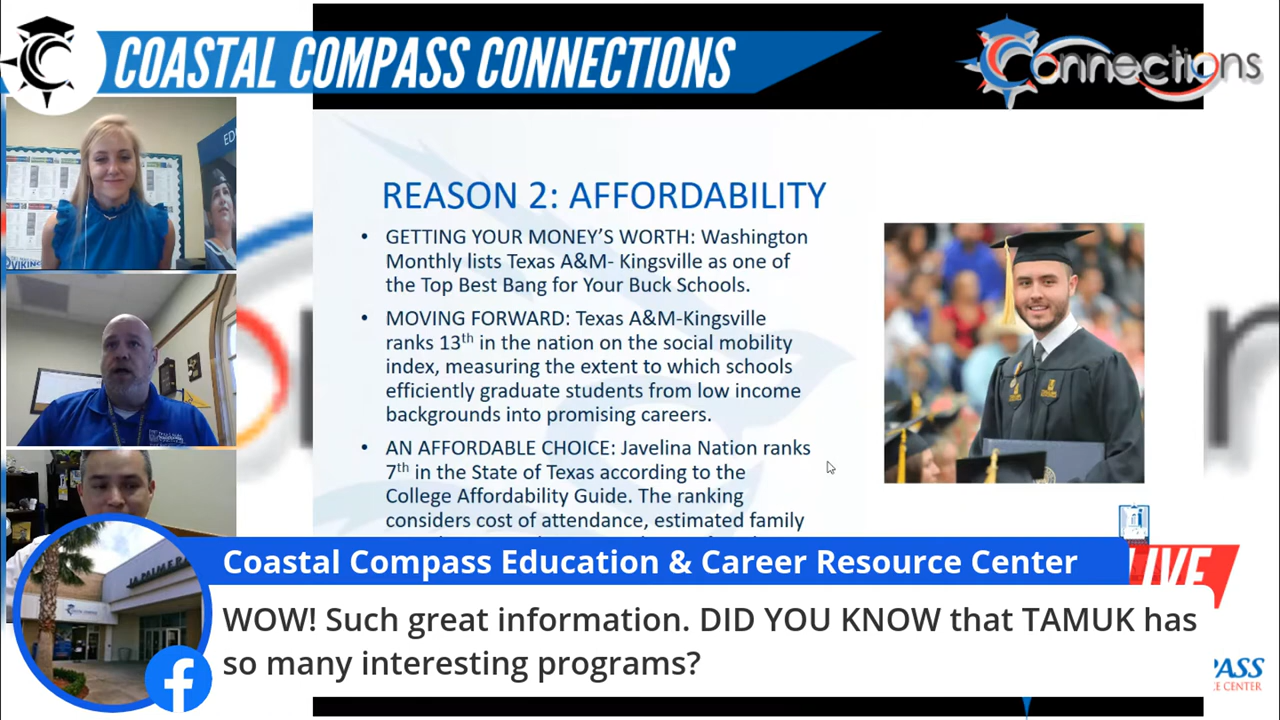 COASTAL COMPASS CONNECTIONS
Connections
REASON 2: AFFORDABILITY
• GETTING YOUR MONEY'S WORTH: Washington
Monthly lists Texas A&M- Kingsville as one of
the Top Best Bang for Your Buck Schools.
• MOVING FORWARD: Texas A&M-Kingsville
ranks 13th in the nation on the social mobility
index, measuring the extent to which schools
efficiently graduate students from low income
backgrounds into promising careers.
• AN AFFORDABLE CHOICE: Javelina Nation ranks
7th in the State of Texas according to the
College Affordability Guide. The ranking
considers cost of attendance, estimated family
LIVE
Coastal Compass Education & Career Resource Center
WOW! Such great information. DID YOU KNOW that TAMUK has
so many interesting programs?
PASS
CE CENTER